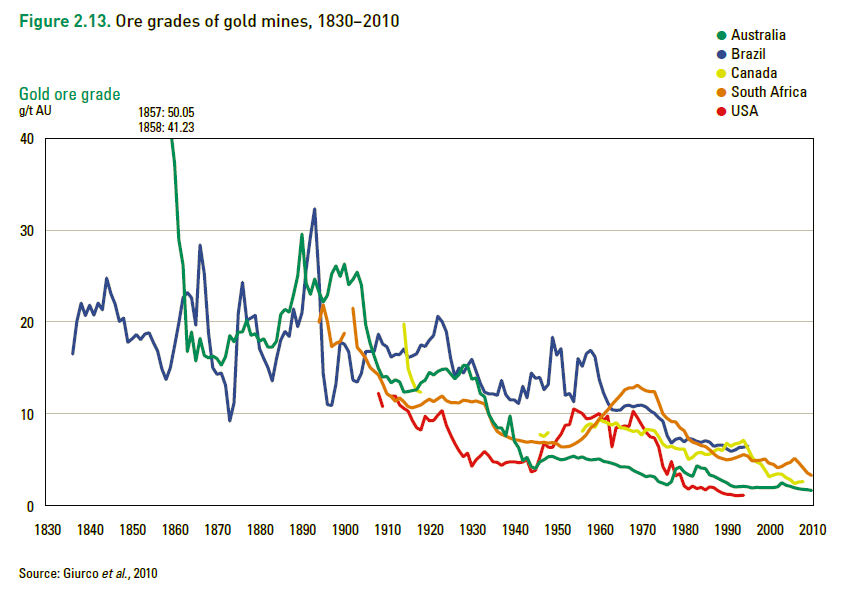 Figure 2.13. Ore grades of gold mines, 1830–2010
Australia
Brazil
Canada
South Africa
USA
Gold ore grade
g/t AU
1857: 50.05
1858: 41.23
40
30
20
10
0
1830 1840 1850 1860 1870 1880 1890 1900 1910 1920 1930 1940 1950 1960 1970 1980 1990 2000 2010
Source: Giurco et al., 2010